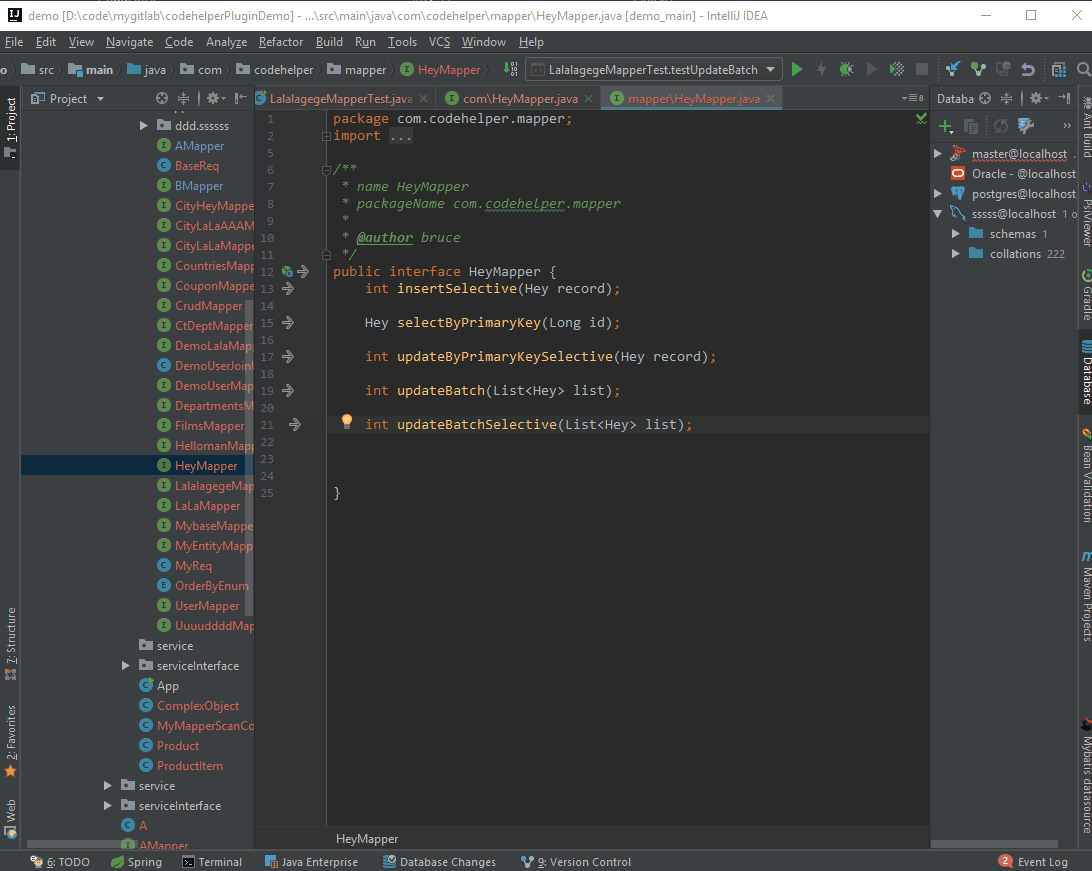 demo [D:\code\mygitlab\codehelperPluginDemo] - ...\src\main\java\com\codehelper\mapper\HeyMapper.java [demo_main] - IntelliJ IDEA
File Edit View Navigate Code Analyze Refactor Build Run Tools VCS Window Help
o src main java com codehelper mapper HeyMapper LalalagegeMapperTest.testUpdateBatch
Project LalalagegeMapperTest.java com\HeyMapper.java mapper\HeyMapper.java 8 Databa
1: Project
7: Structure
2: Favorites
Web
ddd.ssssss
AMapper
BaseReq
BMapper
CityHeyMappe
CityLaLaAAAM
CityLaLaMappe
CountriesMapp
CouponMappe
CrudMapper
CtDeptMapper
DemoLalaMap
DemoUserJoin
DemoUserMap
DepartmentsM
FilmsMapper
HellomanMapp
HeyMapper
LalalagegeMap
LaLaMapper
MybaseMappe
MyEntityMapp
MyReq
OrderByEnum
UserMapper
UuuuddddMap
service
serviceInterface
App
ComplexObject
MyMapperScanCo
Product
ProductItem
service
serviceInterface
A
AMapper
1 package com.codehelper.mapper;
2 import ...
5
6 /**
7 * name HeyMapper
8 * packageName com.codehelper.mapper
9 *
10 * @author bruce
11 */
12 public interface HeyMapper {
13 int insertSelective(Hey record);
14
15 Hey selectByPrimaryKey(Long id);
16
17 int updateByPrimaryKeySelective(Hey record);
18
19 int updateBatch(List<Hey> list);
20
21 int updateBatchSelective(List<Hey> list);
22
23
24
25 }
HeyMapper
master@localhost
Oracle - @localhost
postgres@localhost
sssss@localhost 1 o
schemas 1
collations 222
Ant Build
PsiViewer
Gradle
Database
Bean Validation
Maven Projects
Mybatis datasource
6: TODO Spring Terminal Java Enterprise Database Changes 9: Version Control 2 Event Log